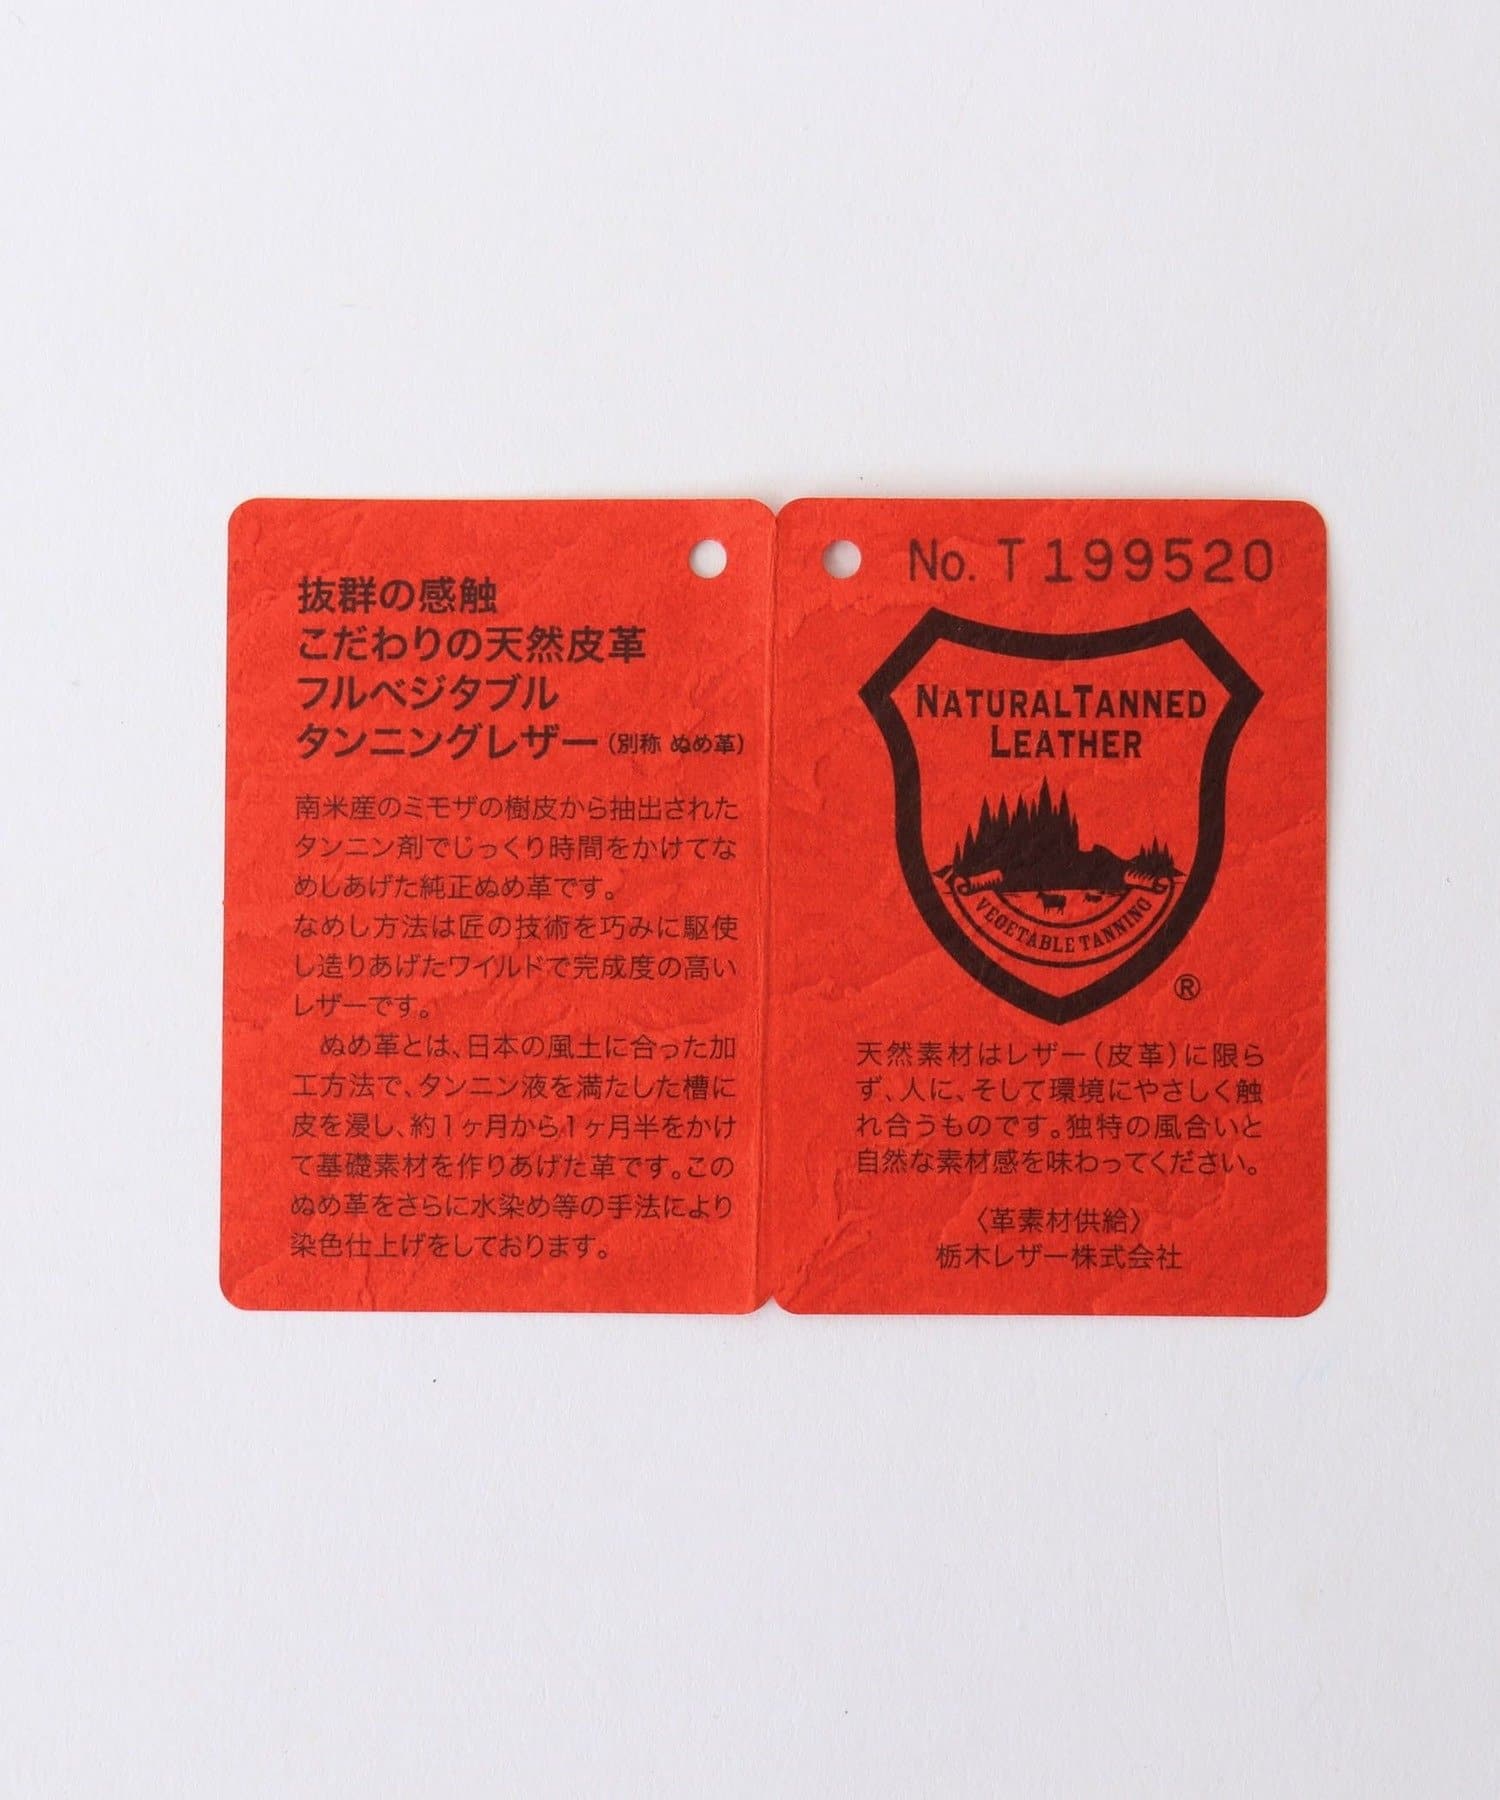 抜群の感触
こだわりの天然皮革
フルベジタブル
タンニングレザー（別称 ぬめ革）
南米産のミモザの樹皮から抽出された
タンニン剤でじっくり時間をかけてな
めしあげた純正ぬめ革です。
なめし方法は匠の技術を巧みに駆使
し造りあげたワイルドで完成度の高い
レザーです。
　ぬめ革とは、日本の風土に合った加
工方法で、タンニン液を満たした槽に
皮を浸し、約1ヶ月から1ヶ月半をかけ
て基礎素材を作りあげた革です。この
ぬめ革をさらに水染め等の手法により
染色仕上げをしております。
No. T 199520
NATURAL TANNED
LEATHER
VEGETABLE TANNING
®
天然素材はレザー（皮革）に限ら
ず、人に、そして環境にやさしく触
れ合うものです。独特の風合いと
自然な素材感を味わってください。
〈革素材供給〉
栃木レザー株式会社